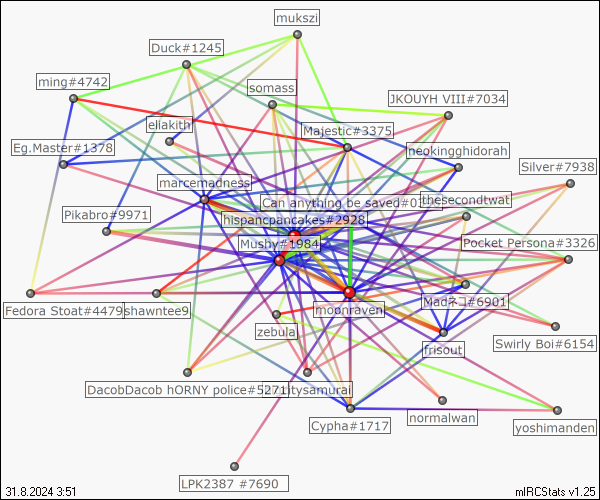 mukszi
Duck#1245
ming#4742
somass
JKOUYH VIII#7034
eliakith
Majestic#3375
Eg.Master#1378
neokingghidorah
Silver#7938
marcemadness
Can anything be saved#01
thesecondtwat
Pikabro#9971
hispancpancakes#2928
Mushy#1984
Pocket Persona#3326
Fedora Stoat#4479
shawntee9
moonraven
Madネコ#6901
zebula
Swirly Boi#6154
frisout
DacobDacob hORNY police#5271
itysamurai
Cypha#1717
normalwan
yoshimanden
LPK2387 #7690
31.8.2024 3:51
mIRCStats v1.25